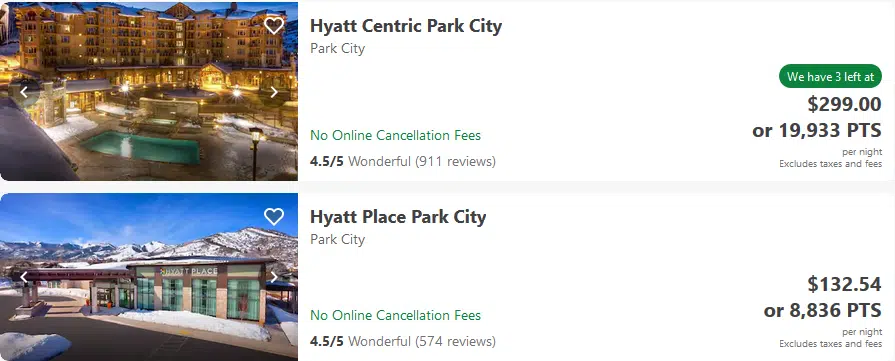 Hyatt Centric Park City
Park City
We have 3 left at
$299.00
or 19,933 PTS
No Online Cancellation Fees
per night
4.5/5 Wonderful (911 reviews)
Excludes taxes and fees
Hyatt Place Park City
Park City
HYATT PLACE
$132.54
or 8,836 PTS
No Online Cancellation Fees
per night
4.5/5 Wonderful (574 reviews)
Excludes taxes and fees